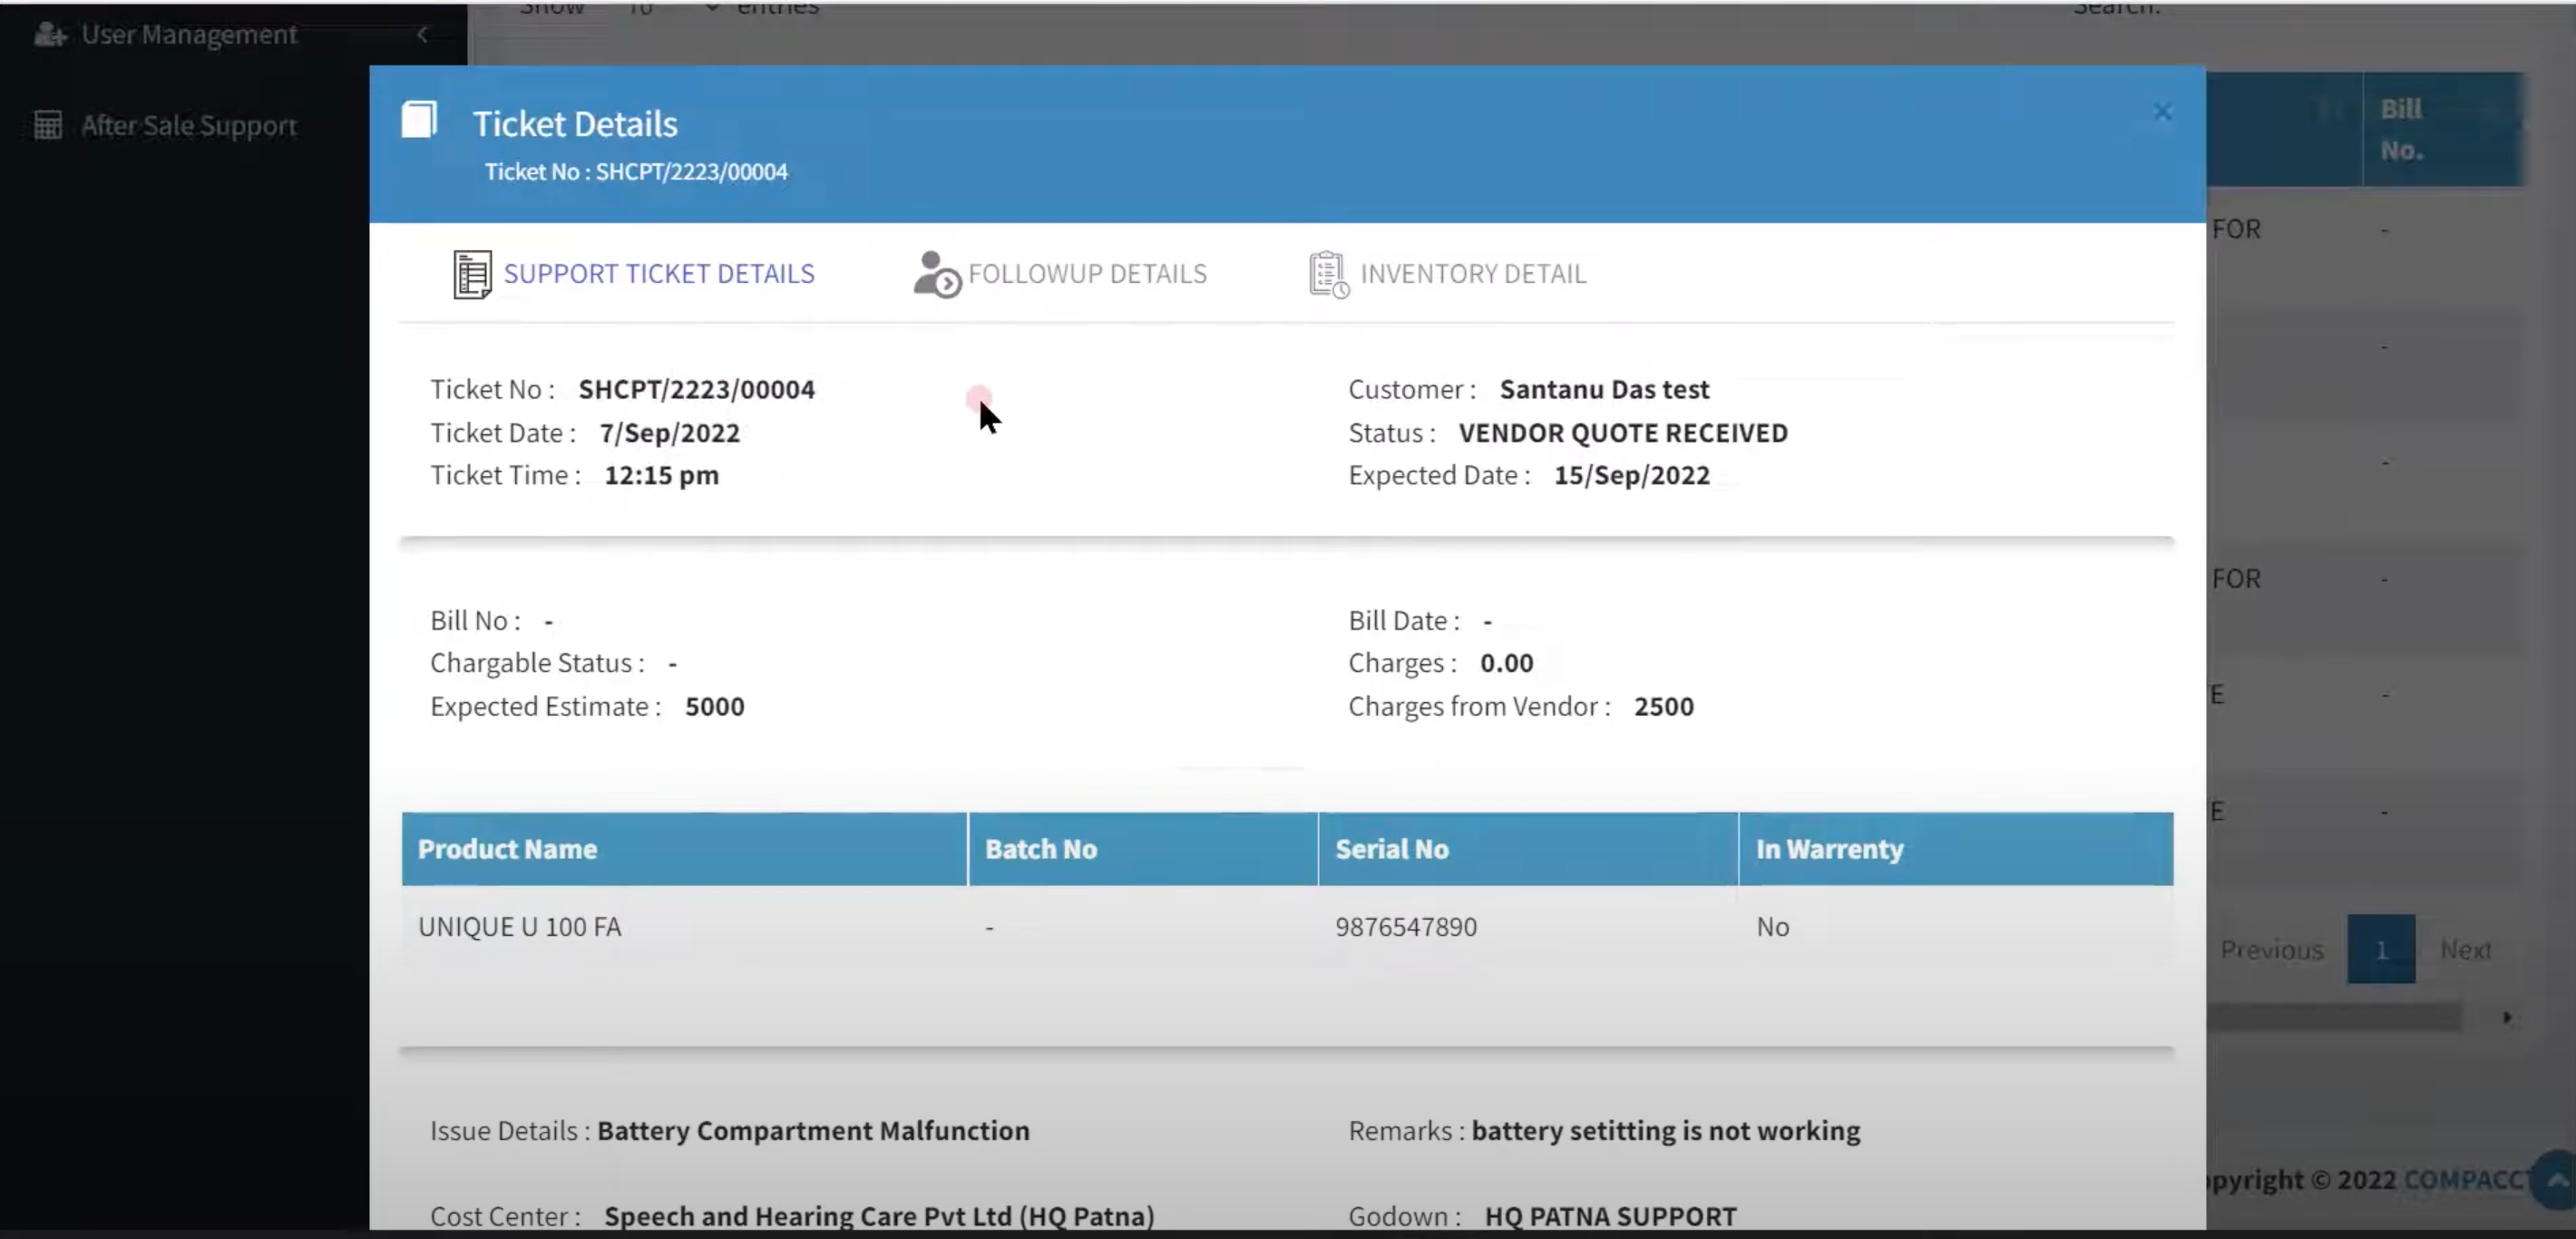 Show 10 entries Search:
User Management
After Sale Support
Ticket Details
Ticket No : SHCPT/2223/00004
Bill
No.
SUPPORT TICKET DETAILS FOLLOWUP DETAILS INVENTORY DETAIL
FOR -
-
-
FOR -
E -
E -
Ticket No : SHCPT/2223/00004 Customer : Santanu Das test
Ticket Date : 7/Sep/2022 Status : VENDOR QUOTE RECEIVED
Ticket Time : 12:15 pm Expected Date : 15/Sep/2022
Bill No : - Bill Date : -
Chargable Status : - Charges : 0.00
Expected Estimate : 5000 Charges from Vendor : 2500
Product Name Batch No Serial No In Warrenty
UNIQUE U 100 FA - 9876547890 No
Previous 1 Next
Issue Details : Battery Compartment Malfunction Remarks : battery setitting is not working
Cost Center : Speech and Hearing Care Pvt Ltd (HQ Patna) Godown : HQ PATNA SUPPORT
opyright © 2022 COMPACCT